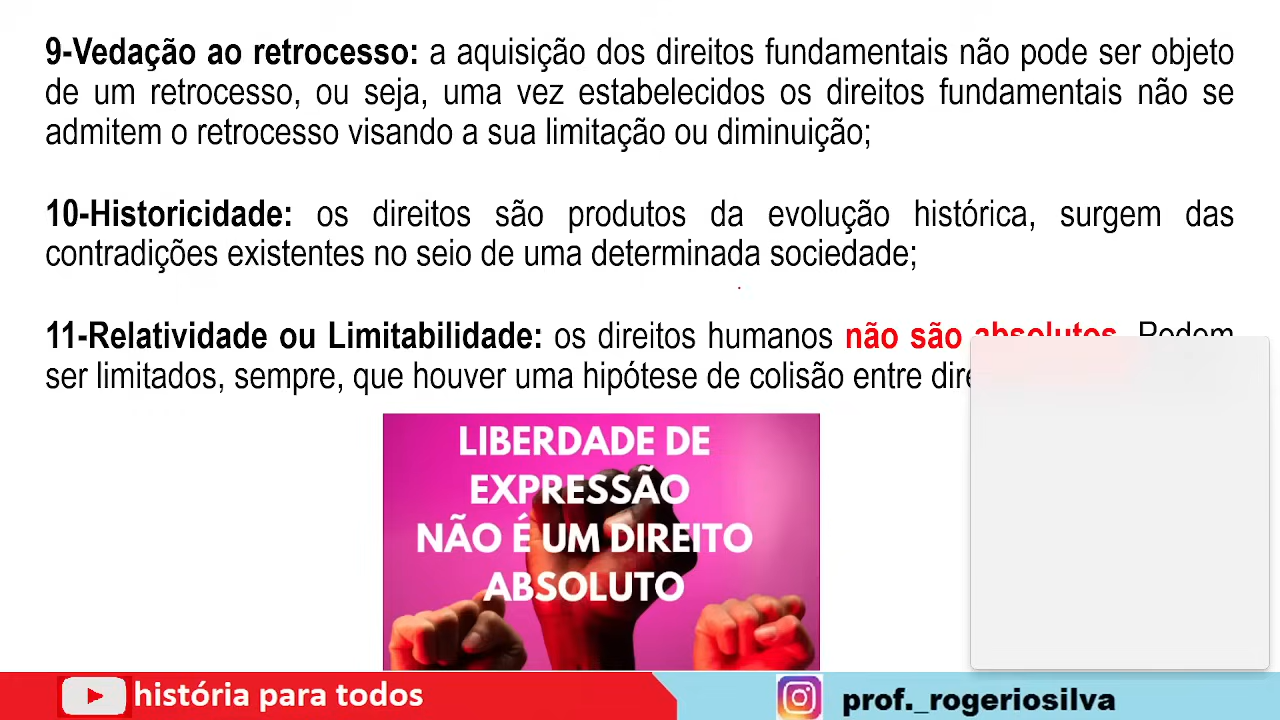 9-Vedação ao retrocesso: a aquisição dos direitos fundamentais não pode ser objeto
de um retrocesso, ou seja, uma vez estabelecidos os direitos fundamentais não se
admitem o retrocesso visando a sua limitação ou diminuição;
10-Historicidade: os direitos são produtos da evolução histórica, surgem das
contradições existentes no seio de uma determinada sociedade;
11-Relatividade ou Limitabilidade: os direitos humanos não são absolutos. Podem
ser limitados, sempre, que houver uma hipótese de colisão entre
LIBERDADE DE
EXPRESSÃO
NÃO É UM DIREITO
ABSOLUTO
história para todos
prof._rogeriosilva